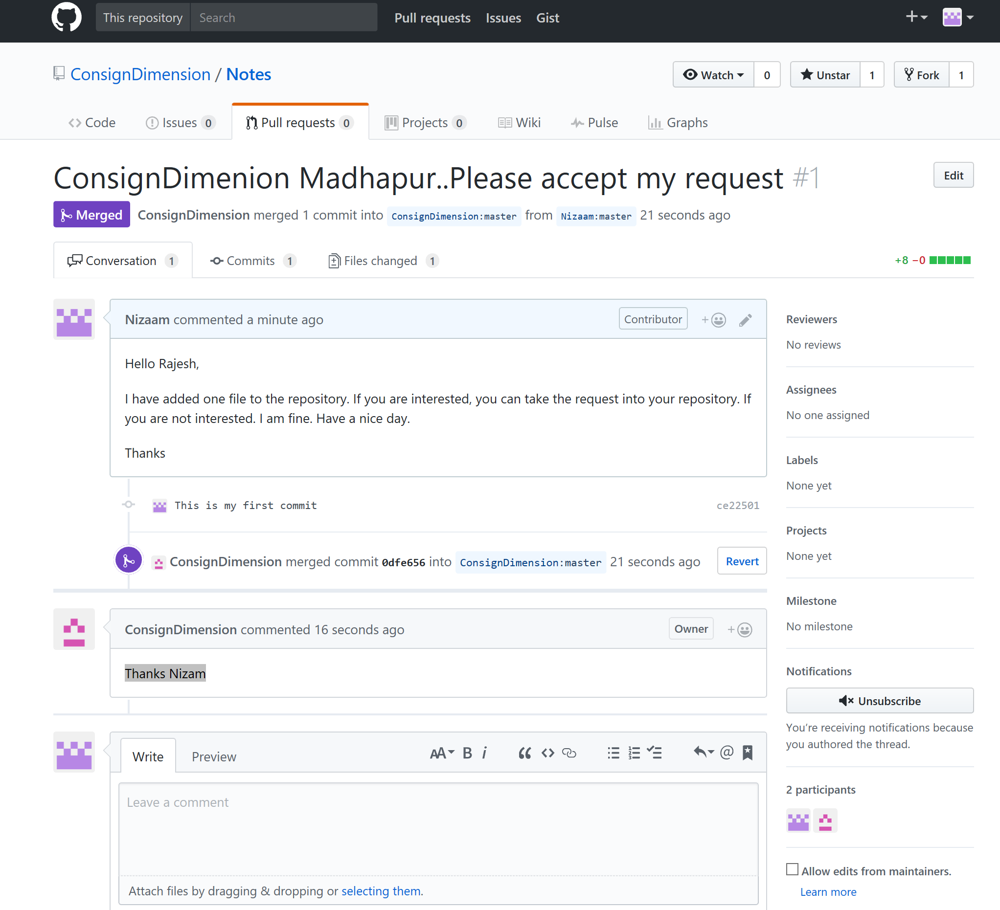 This repository Search Pull requests Issues Gist
ConsignDimension / Notes Watch 0 Unstar 1 Fork 1
Code Issues 0 Pull requests 0 Projects 0 Wiki Pulse Graphs
ConsignDimenion Madhapur..Please accept my request #1 Edit
Merged ConsignDimension merged 1 commit into ConsignDimension:master from Nizaam:master 21 seconds ago
Conversation 1 Commits 1 Files changed 1 +8 −0
Nizaam commented a minute ago Contributor +
Hello Rajesh,
I have added one file to the repository. If you are interested, you can take the request into your repository. If
you are not interested. I am fine. Have a nice day.
Thanks
This is my first commit ce22501
ConsignDimension merged commit 0dfe656 into ConsignDimension:master 21 seconds ago Revert
ConsignDimension commented 16 seconds ago Owner +
Thanks Nizam
Write Preview AA B i
Leave a comment
Attach files by dragging & dropping or selecting them.
Reviewers
No reviews
Assignees
No one assigned
Labels
None yet
Projects
None yet
Milestone
No milestone
Notifications
Unsubscribe
You’re receiving notifications because
you authored the thread.
2 participants
Allow edits from maintainers.
Learn more